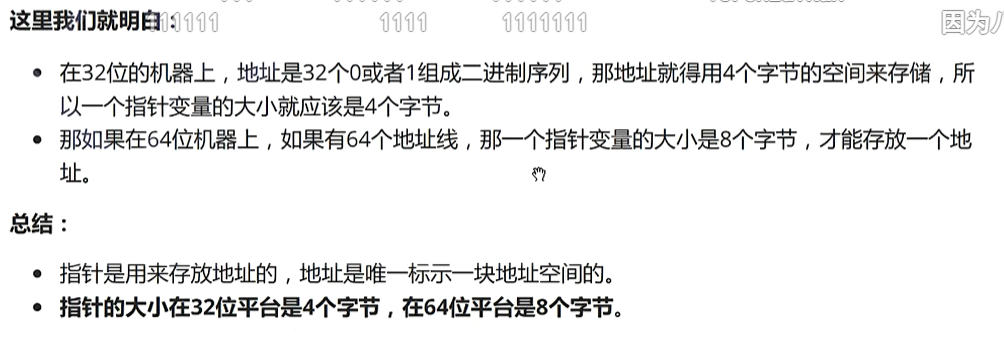 这里我们就明白：
111111
1111
1111111
因为
在32位的机器上，地址是32个0或者1组成二进制序列，那地址就得用4个字节的空间来存储，所
以一个指针变量的大小就应该是4个字节。
那如果在64位机器上，如果有64个地址线，那一个指针变量的大小是8个字节，才能存放一个地
址。
总结：
指针是用来存放地址的，地址是唯一标示一块地址空间的。
指针的大小在32位平台是4个字节，在64位平台是8个字节。